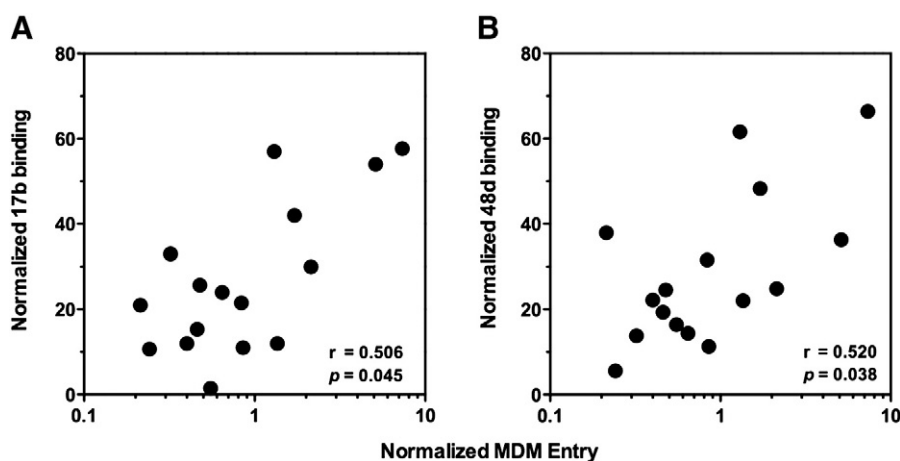 A
80
60
40
20
0
Normalized 17b binding
0.1
1
10
r = 0.506
p = 0.045
B
80
60
40
20
0
Normalized 48d binding
0.1
1
10
r = 0.520
p = 0.038
Normalized MDM Entry